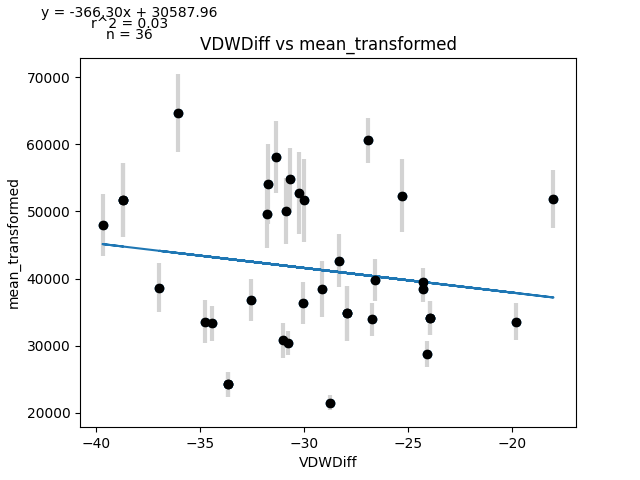 y = -366.30x + 30587.96
r^2 = 0.03
n = 36
VDWDiff vs mean_transformed
mean_transformed
70000
60000
50000
40000
30000
20000
−40
−35
−30
−25
−20
VDWDiff